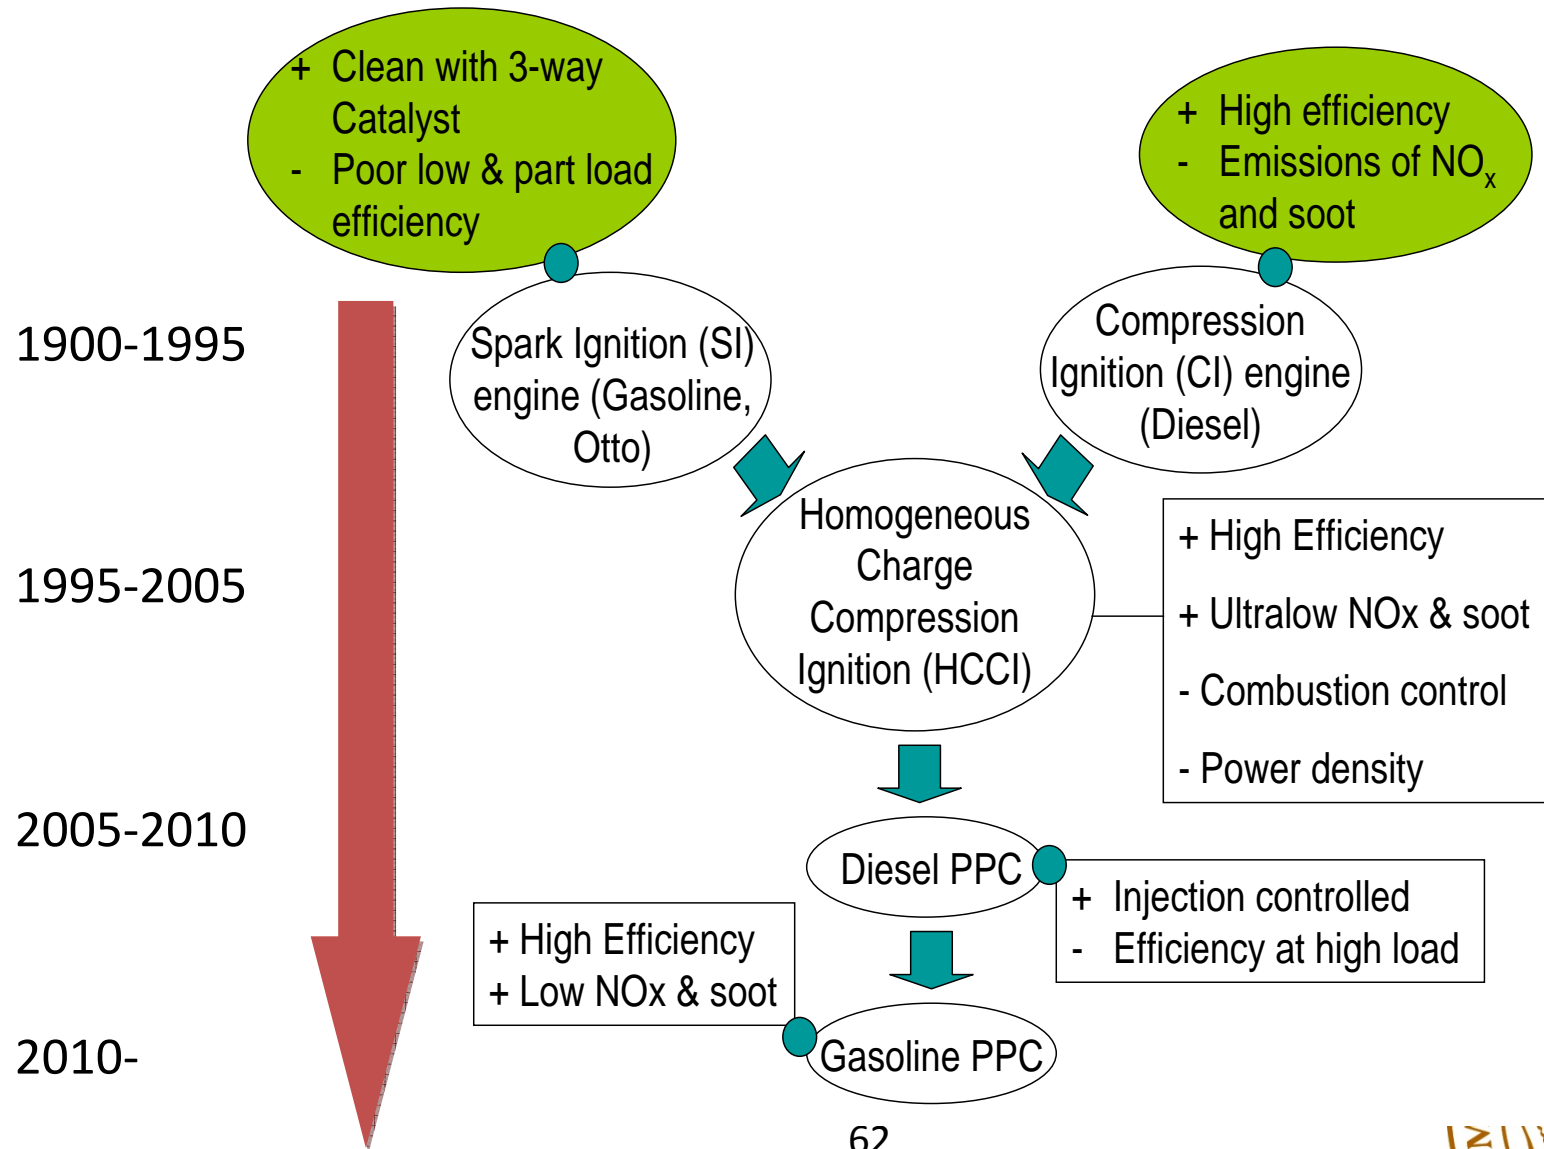 + Clean with 3-way
Catalyst
- Poor low & part load
efficiency
+ High efficiency
- Emissions of NOx
and soot
1900-1995
Spark Ignition (SI)
engine (Gasoline,
Otto)
Compression
Ignition (CI) engine
(Diesel)
1995-2005
Homogeneous
Charge
Compression
Ignition (HCCI)
+ High Efficiency
+ Ultralow NOx & soot
- Combustion control
- Power density
2005-2010
Diesel PPC
+ Injection controlled
- Efficiency at high load
+ High Efficiency
+ Low NOx & soot
2010-
Gasoline PPC
62